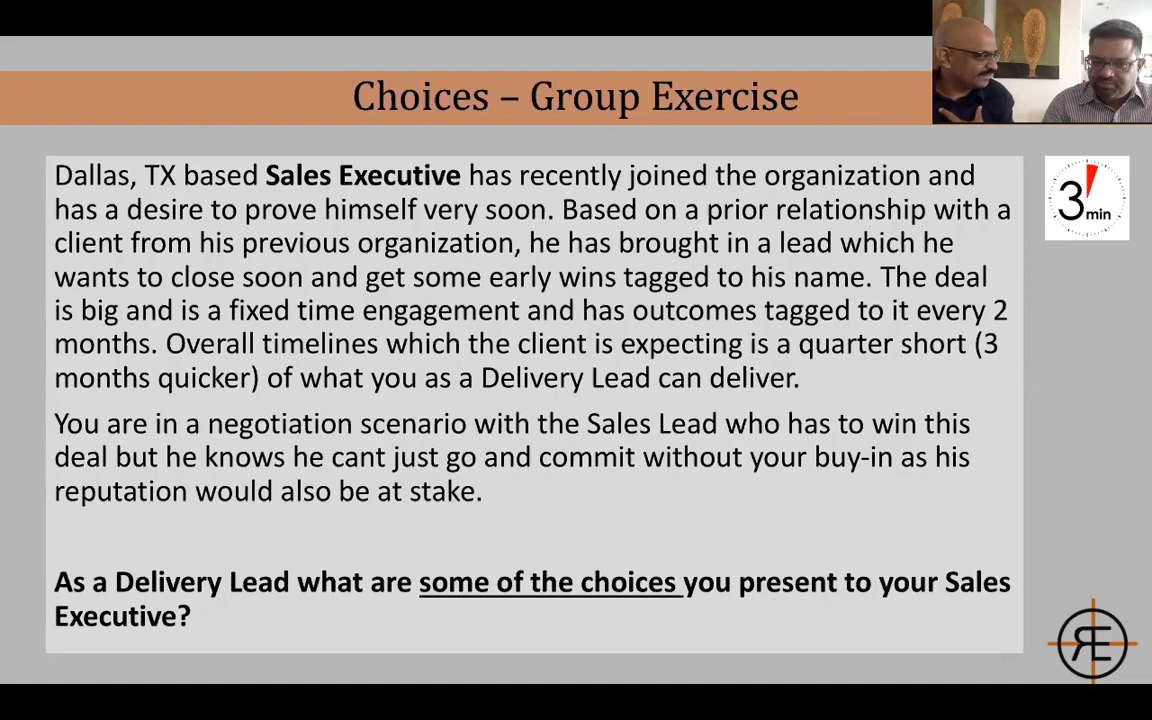 Choices – Group Exercise
Dallas, TX based Sales Executive has recently joined the organization and
has a desire to prove himself very soon. Based on a prior relationship with a
client from his previous organization, he has brought in a lead which he
wants to close soon and get some early wins tagged to his name. The deal
is big and is a fixed time engagement and has outcomes tagged to it every 2
months. Overall timelines which the client is expecting is a quarter short (3
months quicker) of what you as a Delivery Lead can deliver.
You are in a negotiation scenario with the Sales Lead who has to win this
deal but he knows he cant just go and commit without your buy-in as his
reputation would also be at stake.
As a Delivery Lead what are some of the choices you present to your Sales
Executive?
3 min
RE